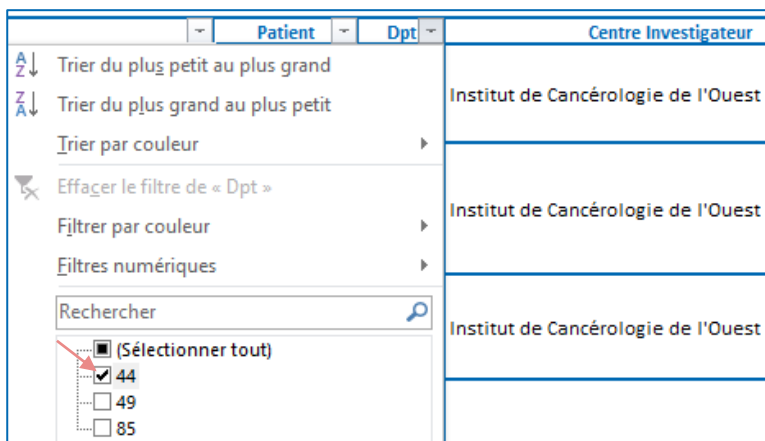 Patient Dpt Centre Investigateur
Trier du plus petit au plus grand
Trier du plus grand au plus petit
Trier par couleur
Effacer le filtre de « Dpt »
Filtrer par couleur
Filtres numériques
Rechercher
(Sélectionner tout)
44
49
85
Institut de Cancérologie de l'Ouest
Institut de Cancérologie de l'Ouest
Institut de Cancérologie de l'Ouest